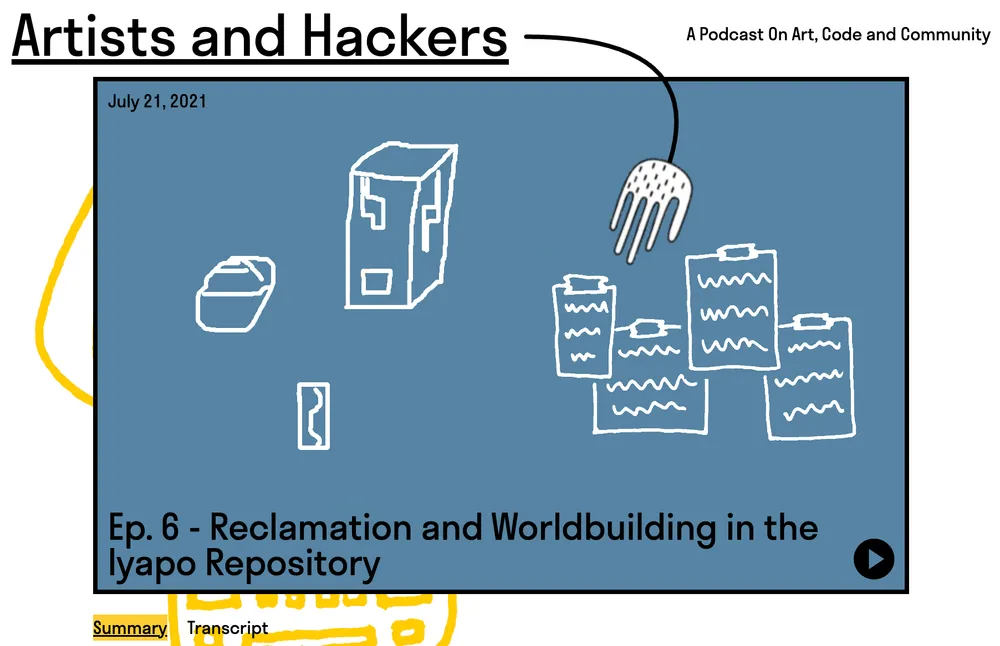 Artists and Hackers
A Podcast On Art, Code and Community
July 21, 2021
Ep. 6 - Reclamation and Worldbuilding in the
Iyapo Repository
Summary
Transcript